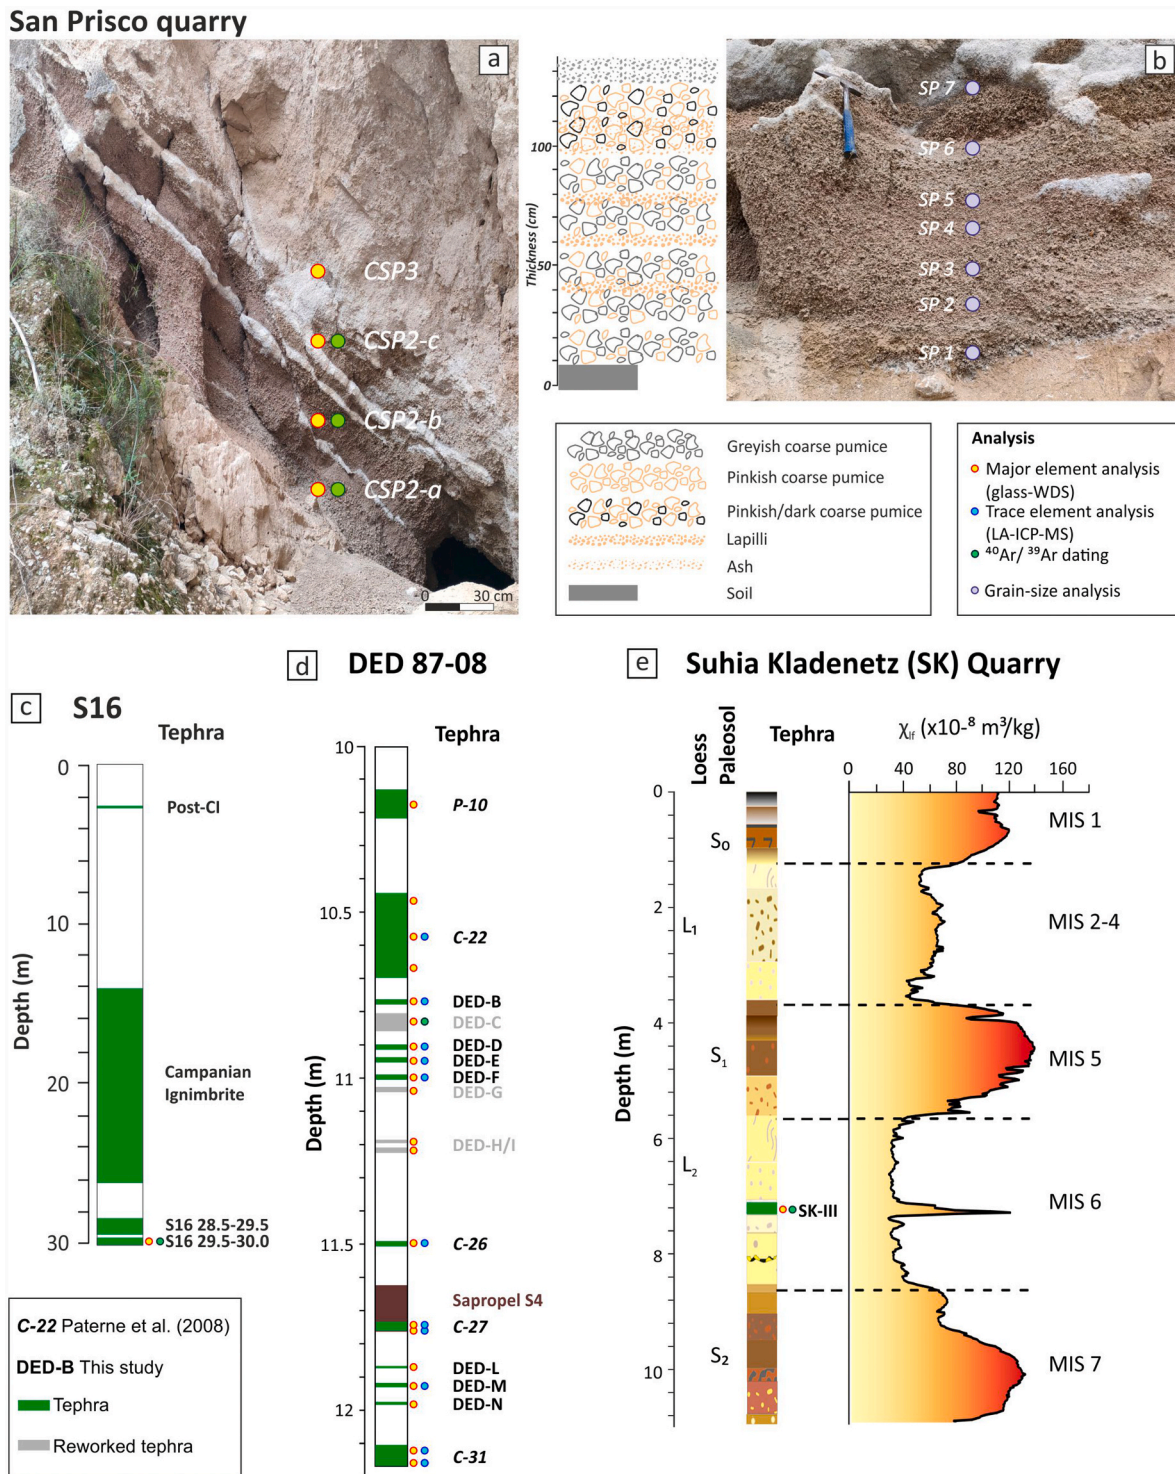 San Prisco quarry
a
CSP3
CSP2-c
CSP2-b
CSP2-a
0 30 cm
Thickness (cm)
100
50
0
b
SP 7
SP 6
SP 5
SP 4
SP 3
SP 2
SP 1
Greyish coarse pumice
Pinkish coarse pumice
Pinkish/dark coarse pumice
Lapilli
Ash
Soil
Analysis
Major element analysis
(glass-WDS)
Trace element analysis
(LA-ICP-MS)
⁴⁰Ar/ ³⁹Ar dating
Grain-size analysis
c S16
Tephra
Depth (m)
0
10
20
30
Post-CI
Campanian
Ignimbrite
S16 28.5-29.5
S16 29.5-30.0
C-22 Paterne et al. (2008)
DED-B This study
Tephra
Reworked tephra
d DED 87-08
Tephra
Depth (m)
10
10.5
11
11.5
12
P-10
C-22
DED-B
DED-C
DED-D
DED-E
DED-F
DED-G
DED-H/I
C-26
Sapropel S4
C-27
DED-L
DED-M
DED-N
C-31
e Suhia Kladenetz (SK) Quarry
Loess
Paleosol
Tephra
χlf (x10-⁸ m³/kg)
0 40 80 120 160
Depth (m)
0
2
4
6
8
10
S₀
L₁
S₁
L₂
S₂
SK-III
MIS 1
MIS 2-4
MIS 5
MIS 6
MIS 7